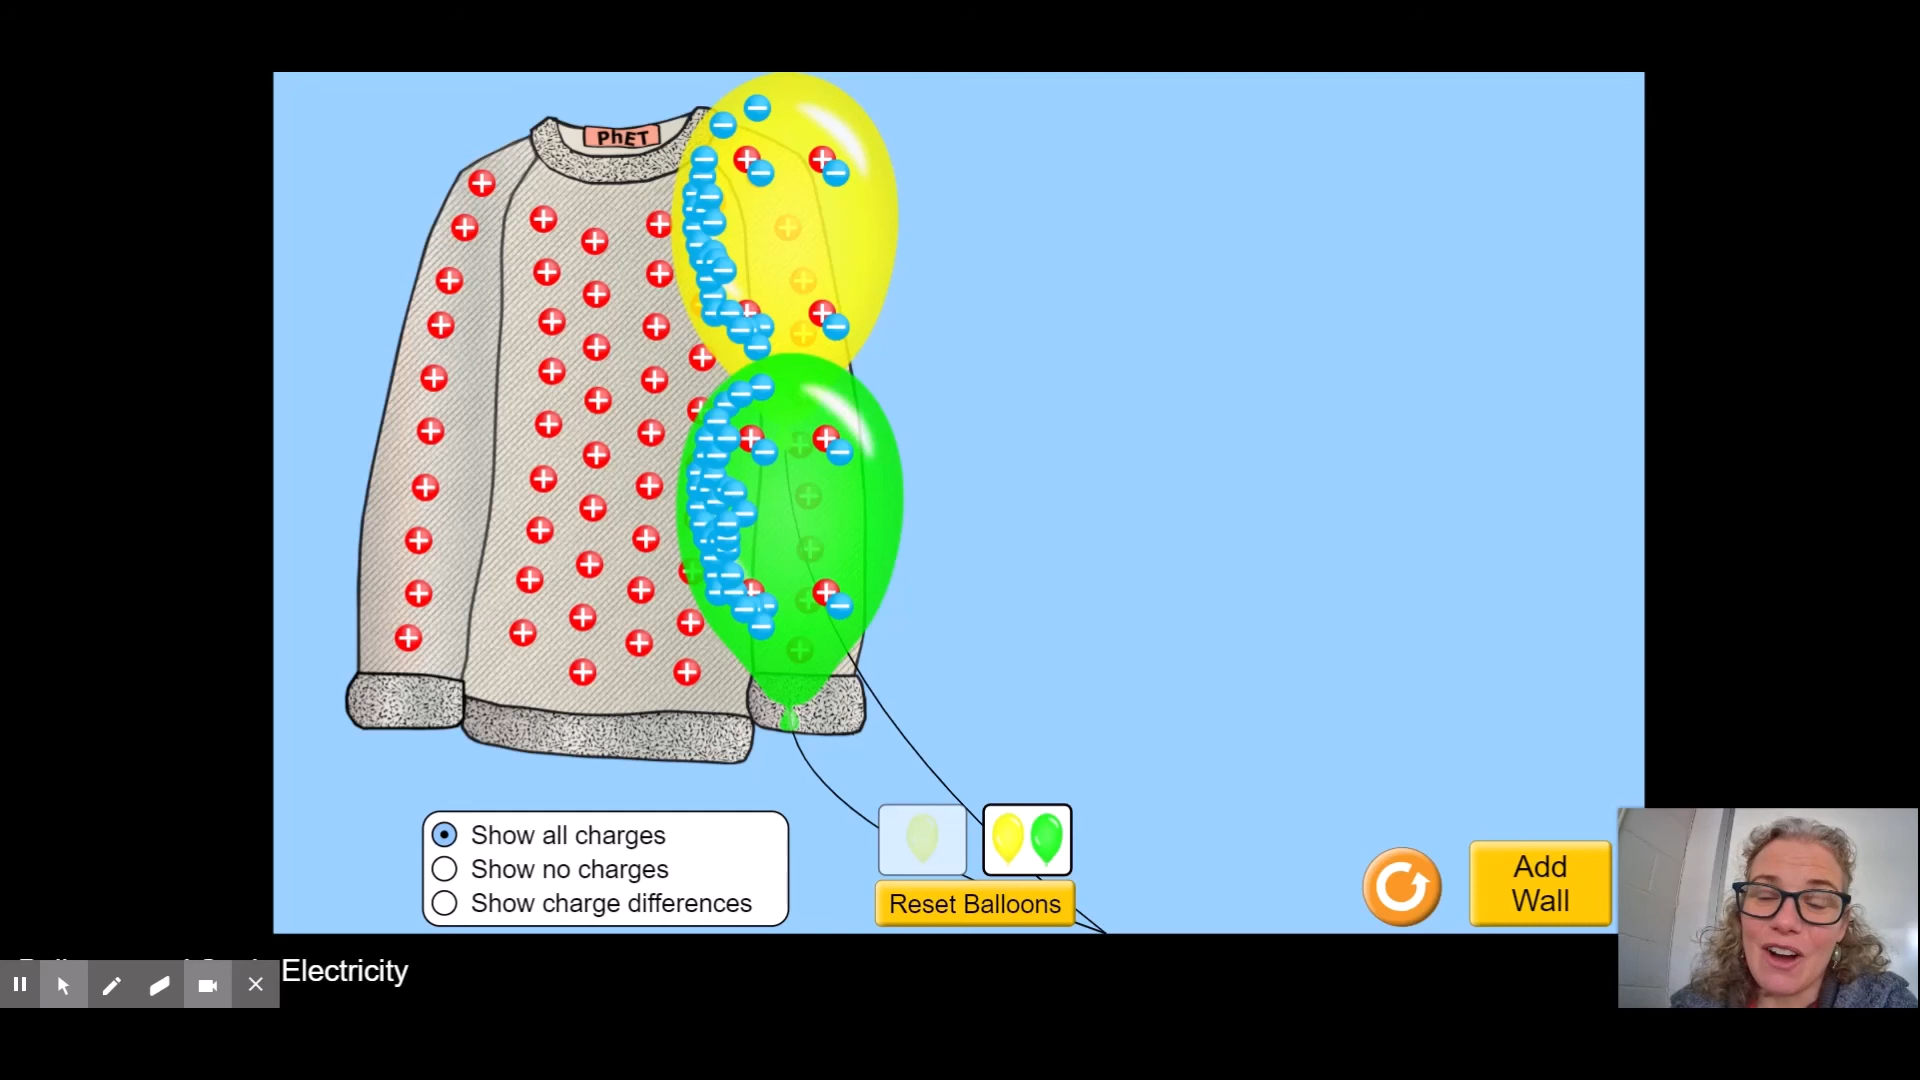 PhET
Show all charges
Show no charges
Show charge differences
Reset Balloons
Add
Wall
Electricity